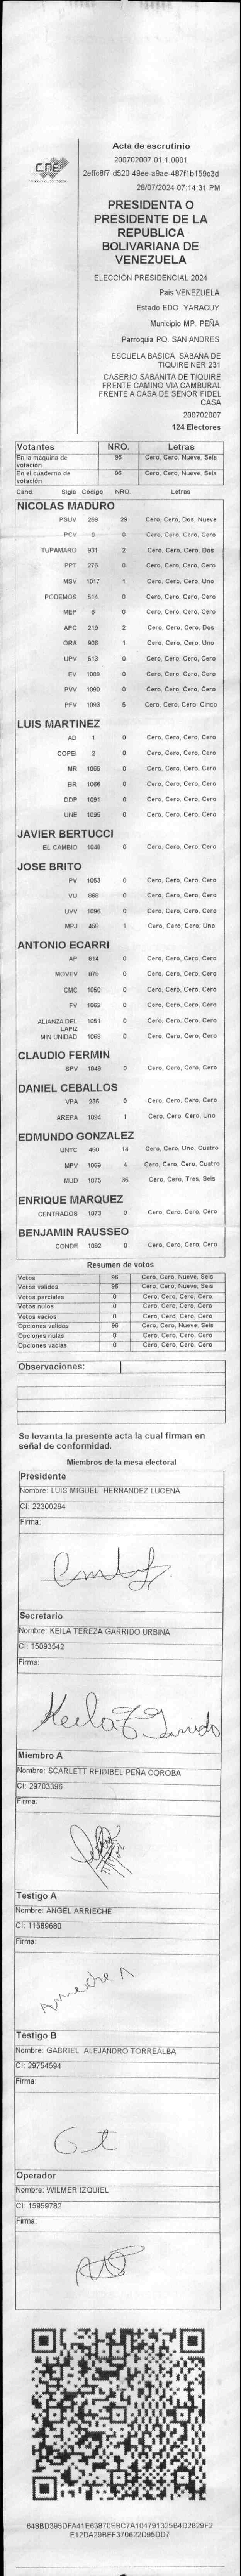 CNE
Acta de escrutinio
200702007.01.1.0001
2effc8f7-d520-49ee-a9ae-487f1b159c3d
28/07/2024 07:14:31 PM
PRESIDENTA O
PRESIDENTE DE LA
REPUBLICA
BOLIVARIANA DE
VENEZUELA
ELECCIÓN PRESIDENCIAL 2024
Pais VENEZUELA
Estado EDO. YARACUY
Municipio MP. PEÑA
Parroquia PQ. SAN ANDRES
ESCUELA BASICA SABANA DE
TIQUIRE NER 231
CASERIO SABANITA DE TIQUIRE
FRENTE CAMINO VIA CAMBURAL
FRENTE A CASA DE SENOR FIDEL
CASA
200702007
124 Electores
Votantes NRO. Letras
En la máquina de votación 96 Cero, Cero, Nueve, Seis
En el cuaderno de votación 96 Cero, Cero, Nueve, Seis
Cand. Sigla Código NRO. Letras
NICOLAS MADURO
PSUV 269 29 Cero, Cero, Dos, Nueve
PCV 5 0 Cero, Cero, Cero, Cero
TUPAMARO 931 2 Cero, Cero, Cero, Dos
PPT 276 0 Cero, Cero, Cero, Cero
MSV 1017 1 Cero, Cero, Cero, Uno
PODEMOS 514 0 Cero, Cero, Cero, Cero
MEP 6 0 Cero, Cero, Cero, Cero
APC 219 2 Cero, Cero, Cero, Dos
ORA 906 1 Cero, Cero, Cero, Uno
UPV 513 0 Cero, Cero, Cero, Cero
EV 1089 0 Cero, Cero, Cero, Cero
PVV 1090 0 Cero, Cero, Cero, Cero
PFV 1093 5 Cero, Cero, Cero, Cinco
LUIS MARTINEZ
AD 1 0 Cero, Cero, Cero, Cero
COPEI 2 0 Cero, Cero, Cero, Cero
MR 1055 0 Cero, Cero, Cero, Cero
BR 1066 0 Cero, Cero, Cero, Cero
DDP 1091 0 Cero, Cero, Cero, Cero
UNE 1095 0 Cero, Cero, Cero, Cero
JAVIER BERTUCCI
EL CAMBIO 1048 0 Cero, Cero, Cero, Cero
JOSE BRITO
PV 1053 0 Cero, Cero, Cero, Cero
VU 868 0 Cero, Cero, Cero, Cero
UVV 1096 0 Cero, Cero, Cero, Cero
MPJ 459 1 Cero, Cero, Cero, Uno
ANTONIO ECARRI
AP 814 0 Cero, Cero, Cero, Cero
MOVEV 878 0 Cero, Cero, Cero, Cero
CMC 1050 0 Cero, Cero, Cero, Cero
FV 1062 0 Cero, Cero, Cero, Cero
ALIANZA DEL LAPIZ 1051 0 Cero, Cero, Cero, Cero
MIN UNIDAD 1088 0 Cero, Cero, Cero, Cero
CLAUDIO FERMIN
SPV 1049 0 Cero, Cero, Cero, Cero
DANIEL CEBALLOS
VPA 236 0 Cero, Cero, Cero, Cero
AREPA 1094 1 Cero, Cero, Cero, Uno
EDMUNDO GONZALEZ
UNTC 460 14 Cero, Cero, Uno, Cuatro
MPV 1069 4 Cero, Cero, Cero, Cuatro
MUD 1075 36 Cero, Cero, Tres, Seis
ENRIQUE MARQUEZ
CENTRADOS 1073 0 Cero, Cero, Cero, Cero
BENJAMIN RAUSSEO
CONDE 1092 0 Cero, Cero, Cero, Cero
Resumen de votos
Votos 96 Cero, Cero, Nueve, Seis
Votos validos 96 Cero, Cero, Nueve, Seis
Votos parciales 0 Cero, Cero, Cero, Cero
Votos nulos 0 Cero, Cero, Cero, Cero
Votos vacios 0 Cero, Cero, Cero, Cero
Opciones validas 96 Cero, Cero, Nueve, Seis
Opciones nulas 0 Cero, Cero, Cero, Cero
Opciones vacias 0 Cero, Cero, Cero, Cero
Observaciones:
Se levanta la presente acta la cual firman en
señal de conformidad.
Miembros de la mesa electoral
Presidente
Nombre: LUIS MIGUEL HERNANDEZ LUCENA
CI: 22300294
Firma:
Secretario
Nombre: KEILA TEREZA GARRIDO URBINA
CI: 15093542
Firma:
Keila G Garrido
Miembro A
Nombre: SCARLETT REIDIBEL PEÑA COROBA
CI: 29703396
Firma:
Testigo A
Nombre: ANGEL ARRIECHE
CI: 11589680
Firma:
Arrieche A
Testigo B
Nombre: GABRIEL ALEJANDRO TORREALBA
CI: 29754594
Firma:
Gt
Operador
Nombre: WILMER IZQUIEL
CI: 15959782
Firma:
648BD395DFA41E63870EBC7A104791325B4D2829F2
E12DA29BEF370622D95DD7